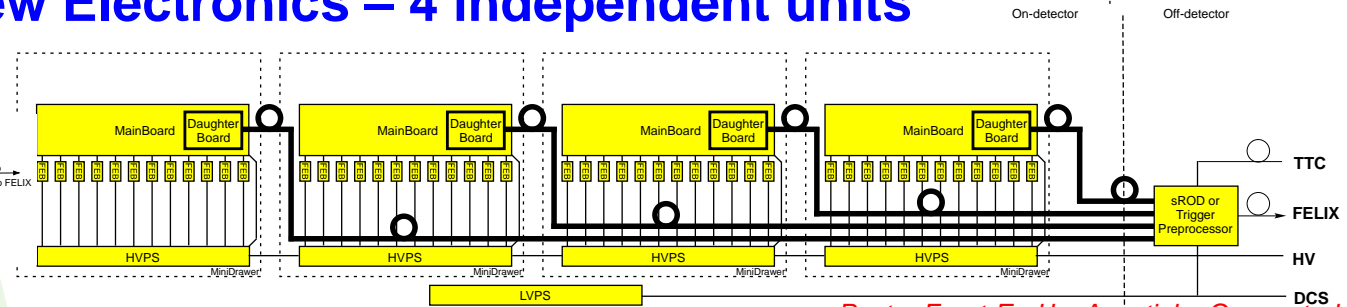 ew Electronics – 4 independent units
On-detector
Off-detector
MainBoard
Daughter
Board
MainBoard
Daughter
Board
MainBoard
Daughter
Board
MainBoard
Daughter
Board
FEB FEB FEB FEB FEB FEB FEB FEB FEB FEB FEB FEB
FEB FEB FEB FEB FEB FEB FEB FEB FEB FEB FEB FEB
FEB FEB FEB FEB FEB FEB FEB FEB FEB FEB FEB FEB
FEB FEB FEB FEB FEB FEB FEB FEB FEB FEB FEB FEB
FELIX
TTC
sROD or
Trigger
Preprocessor
FELIX
HVPS
HVPS
HVPS
HVPS
HV
MiniDrawer
MiniDrawer
MiniDrawer
MiniDrawer
LVPS
DCS